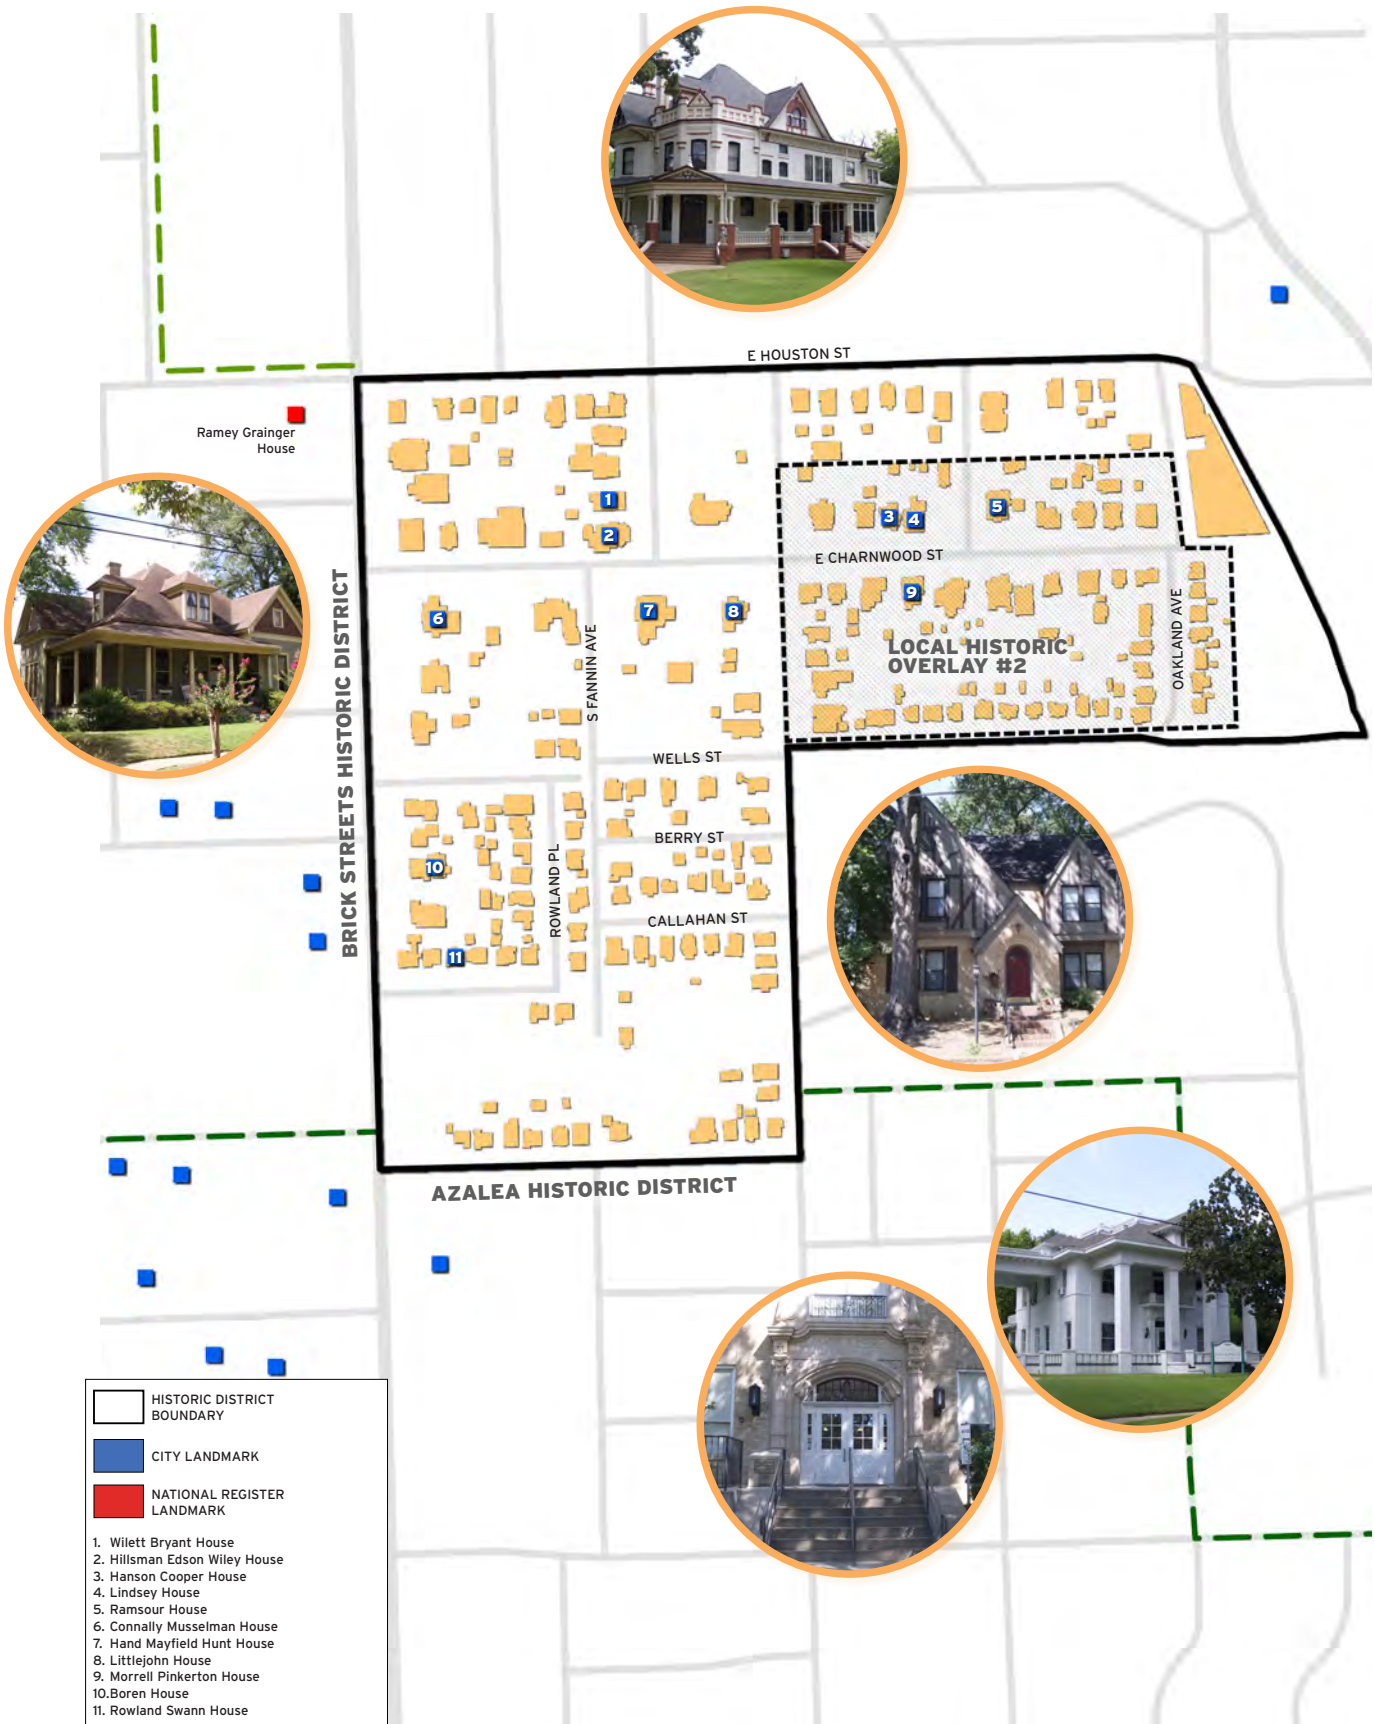 E HOUSTON ST
Ramey Grainger
House
1
2
3
4
5
E CHARNWOOD ST
6
7
8
9
S FANNIN AVE
OAKLAND AVE
LOCAL HISTORIC
OVERLAY #2
BRICK STREETS HISTORIC DISTRICT
WELLS ST
BERRY ST
ROWLAND PL
10
CALLAHAN ST
11
AZALEA HISTORIC DISTRICT
HISTORIC DISTRICT
BOUNDARY
CITY LANDMARK
NATIONAL REGISTER
LANDMARK
1. Wilett Bryant House
2. Hillsman Edson Wiley House
3. Hanson Cooper House
4. Lindsey House
5. Ramsour House
6. Connally Musselman House
7. Hand Mayfield Hunt House
8. Littlejohn House
9. Morrell Pinkerton House
10.Boren House
11. Rowland Swann House